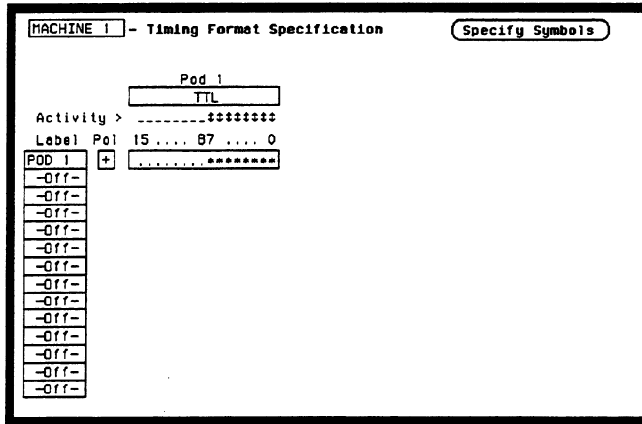 MACHINE 1 - Timing Format Specification Specify Symbols
Pod 1
TTL
Activity > ________‡‡‡‡‡‡‡‡
Label Pol 15 .... 87 .... 0
POD 1 + ........********
-Off-
-Off-
-Off-
-Off-
-Off-
-Off-
-Off-
-Off-
-Off-
-Off-
-Off-
-Off-
-Off-